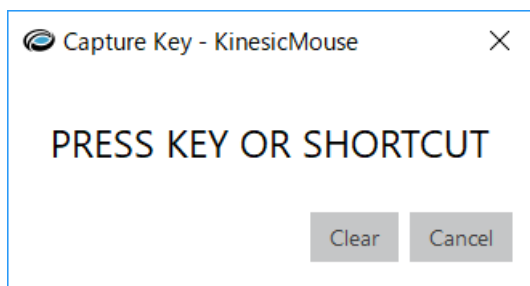 Capture Key - KinesicMouse
PRESS KEY OR SHORTCUT
Clear Cancel